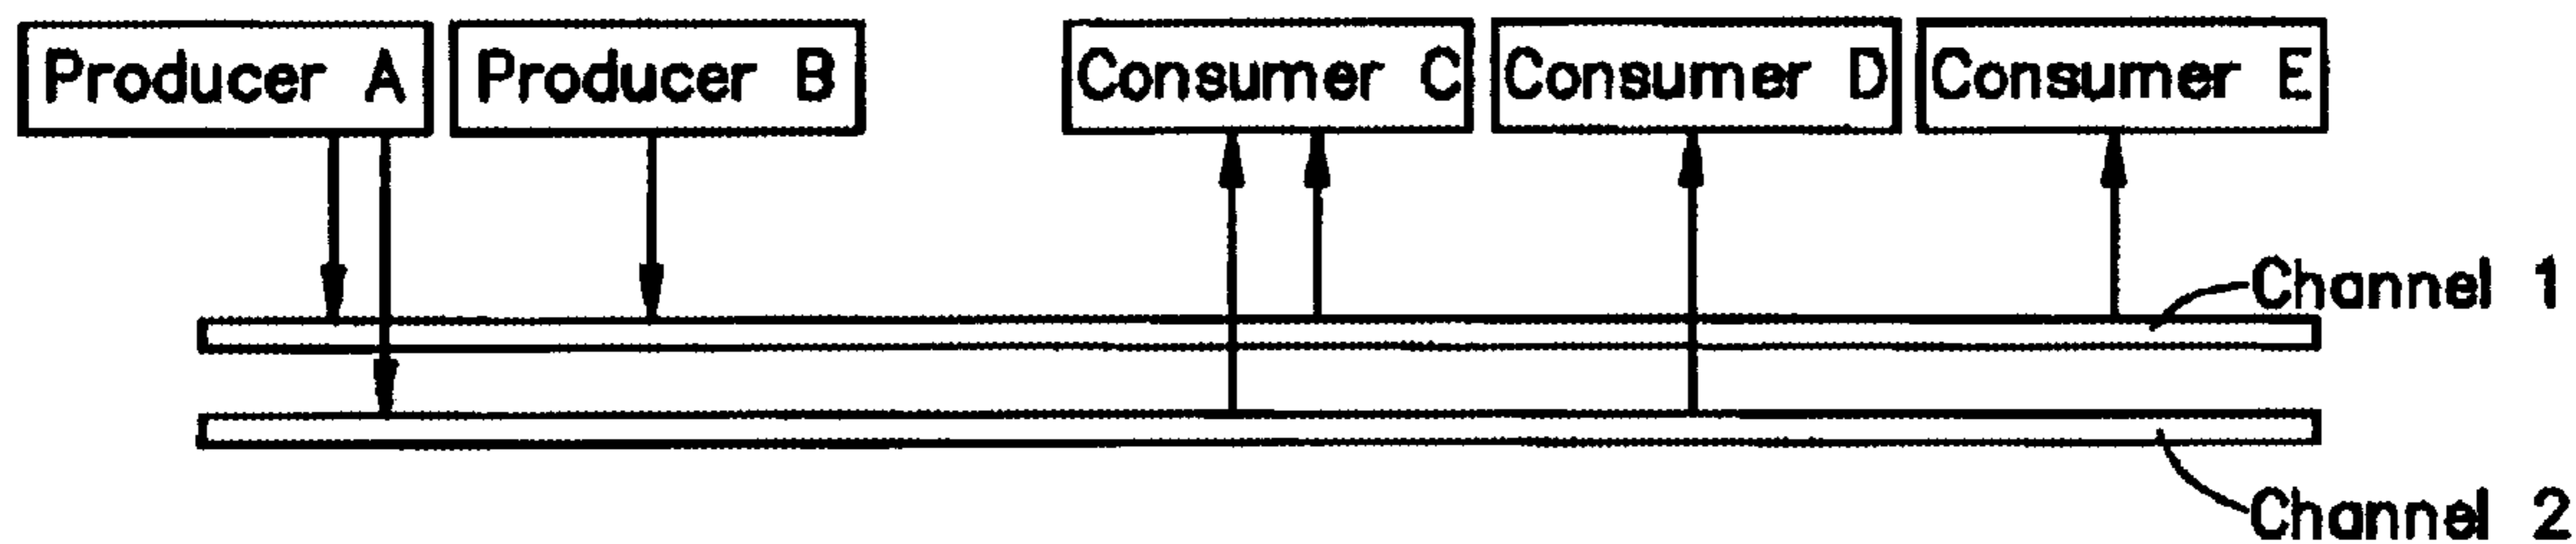 Producer A
Producer B
Consumer C
Consumer D
Consumer E
Channel 1
Channel 2